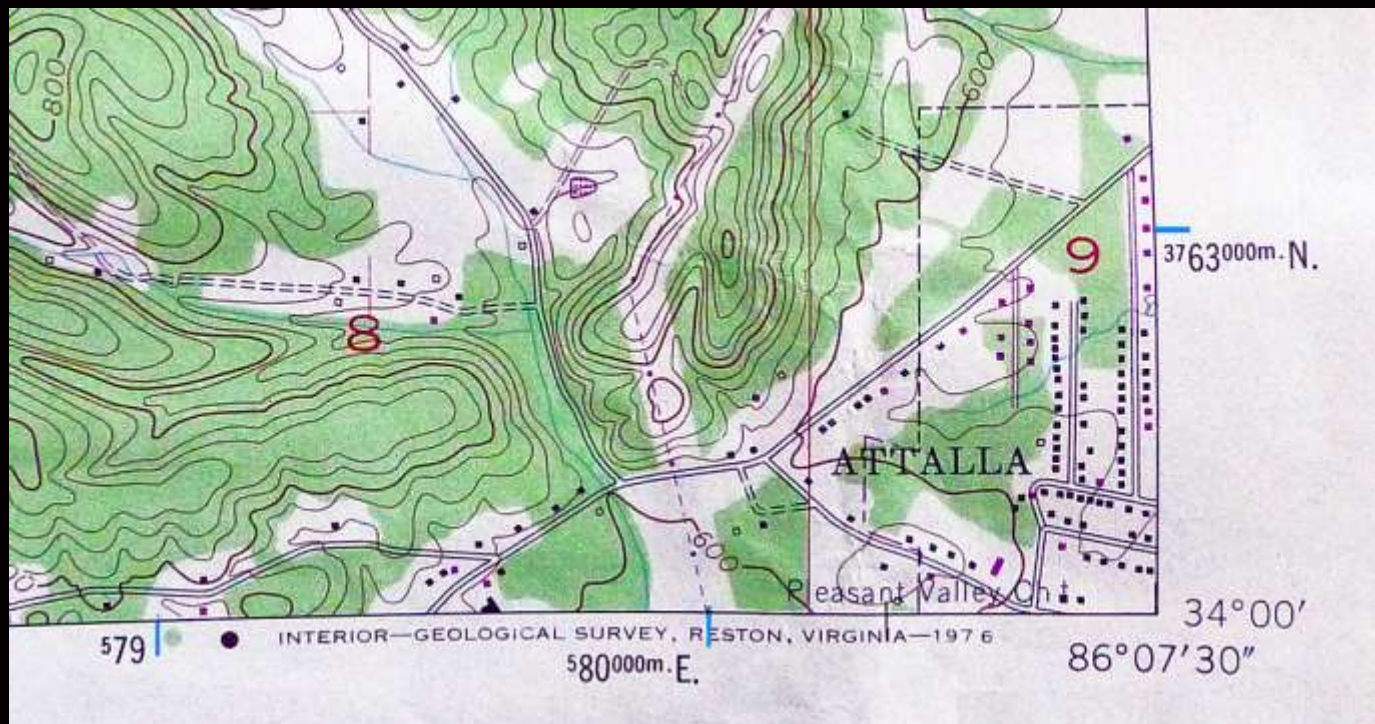 800
600
9
3763000m. N.
8
ATTALLA
600
Pleasant Valley Ch
34°00′
579
INTERIOR—GEOLOGICAL SURVEY, RESTON, VIRGINIA—1976
580000m. E.
86°07′30″